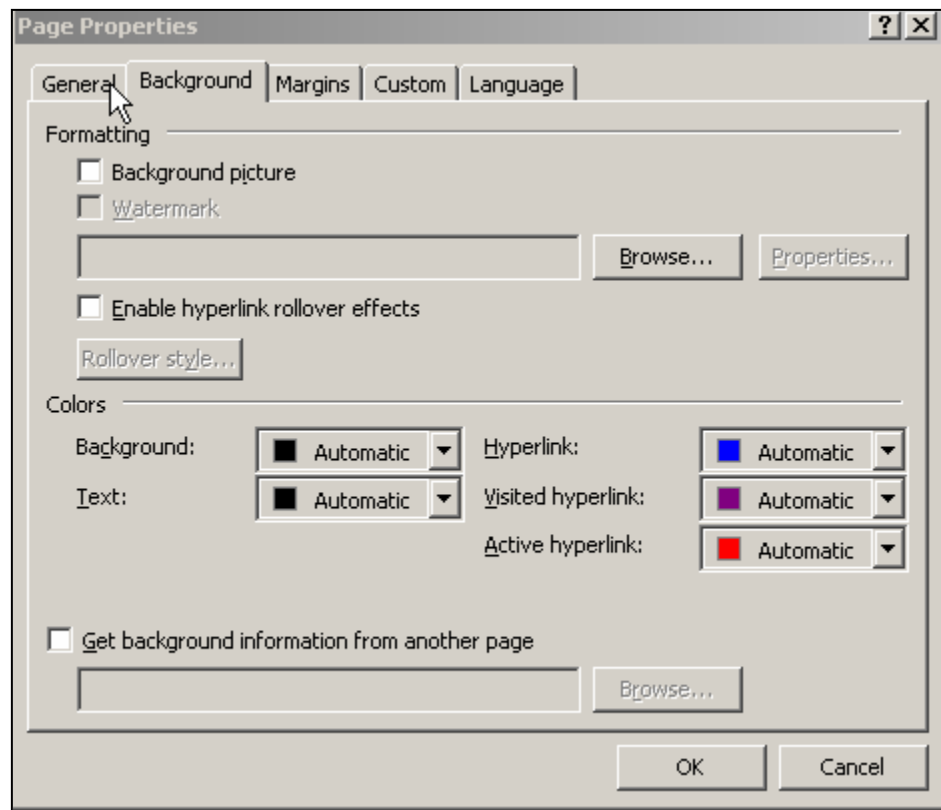 Page Properties
General Background Margins Custom Language
Formatting
Background picture
Watermark
Browse... Properties...
Enable hyperlink rollover effects
Rollover style...
Colors
Background: Automatic Hyperlink: Automatic
Text: Automatic Visited hyperlink: Automatic
Active hyperlink: Automatic
Get background information from another page
Browse...
OK Cancel